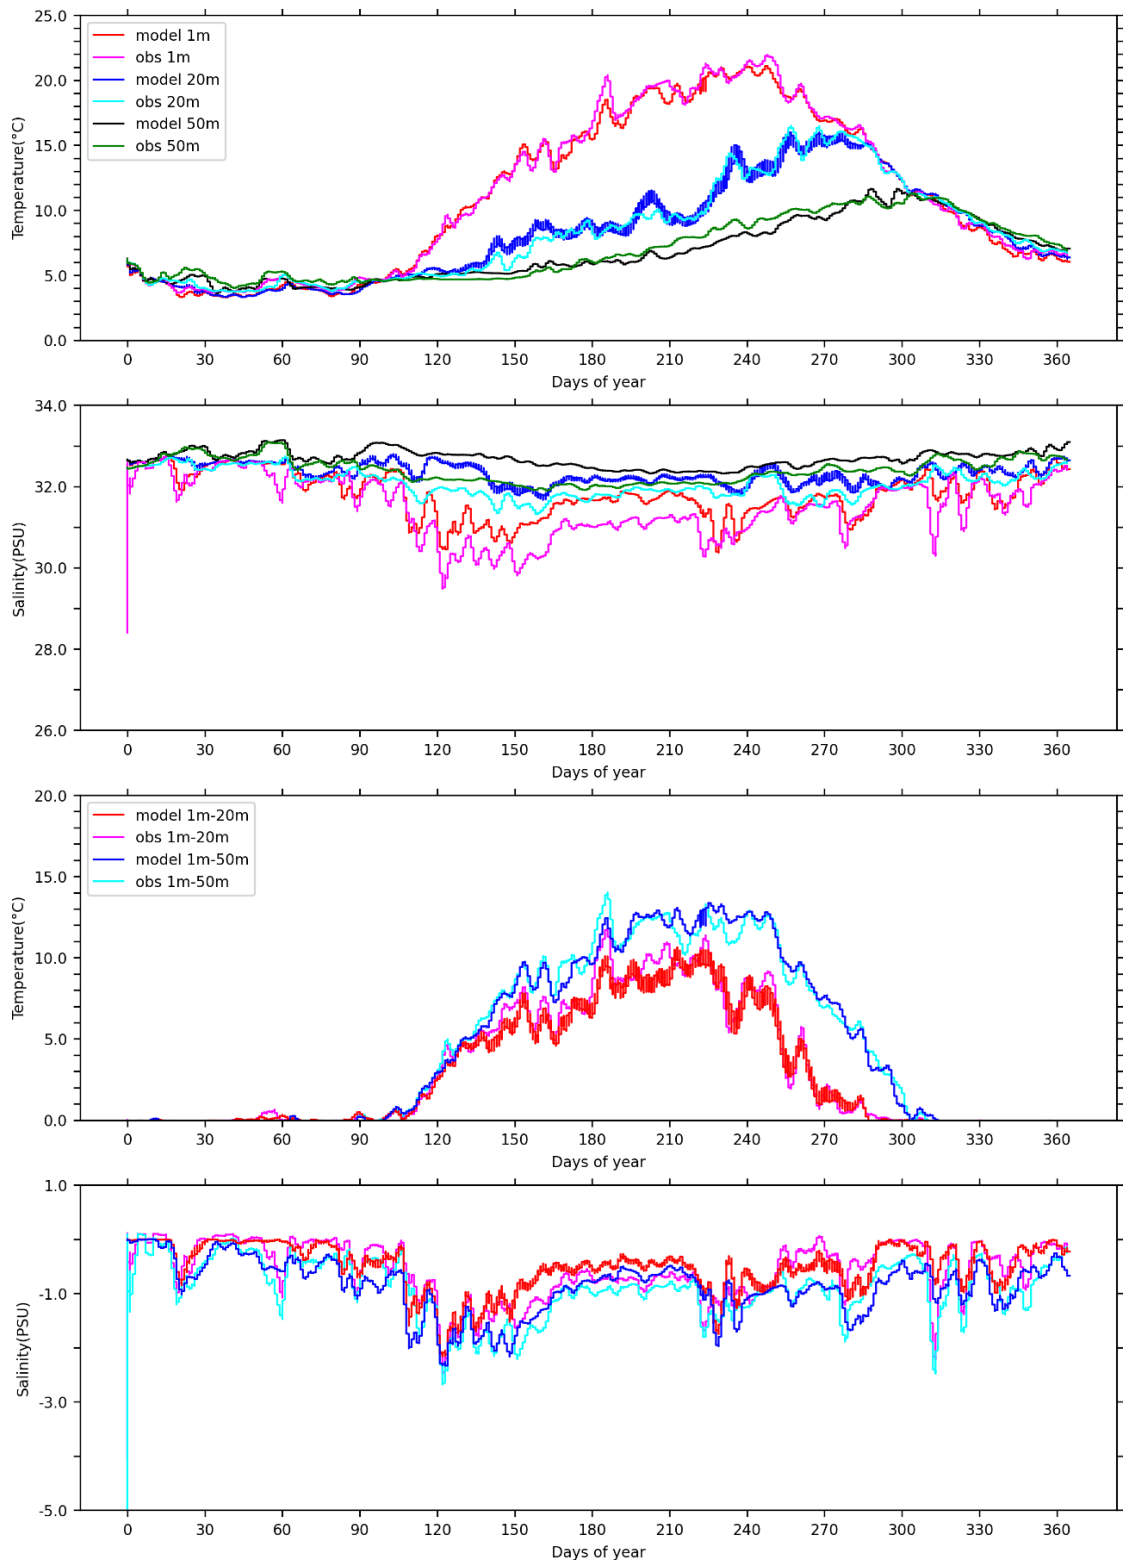 25.0
20.0
15.0
10.0
5.0
0.0
Temperature(°C)
model 1m
obs 1m
model 20m
obs 20m
model 50m
obs 50m
0 30 60 90 120 150 180 210 240 270 300 330 360
Days of year
34.0
32.0
30.0
28.0
26.0
Salinity(PSU)
0 30 60 90 120 150 180 210 240 270 300 330 360
Days of year
20.0
15.0
10.0
5.0
0.0
Temperature(°C)
model 1m-20m
obs 1m-20m
model 1m-50m
obs 1m-50m
0 30 60 90 120 150 180 210 240 270 300 330 360
Days of year
1.0
-1.0
-3.0
-5.0
Salinity(PSU)
0 30 60 90 120 150 180 210 240 270 300 330 360
Days of year